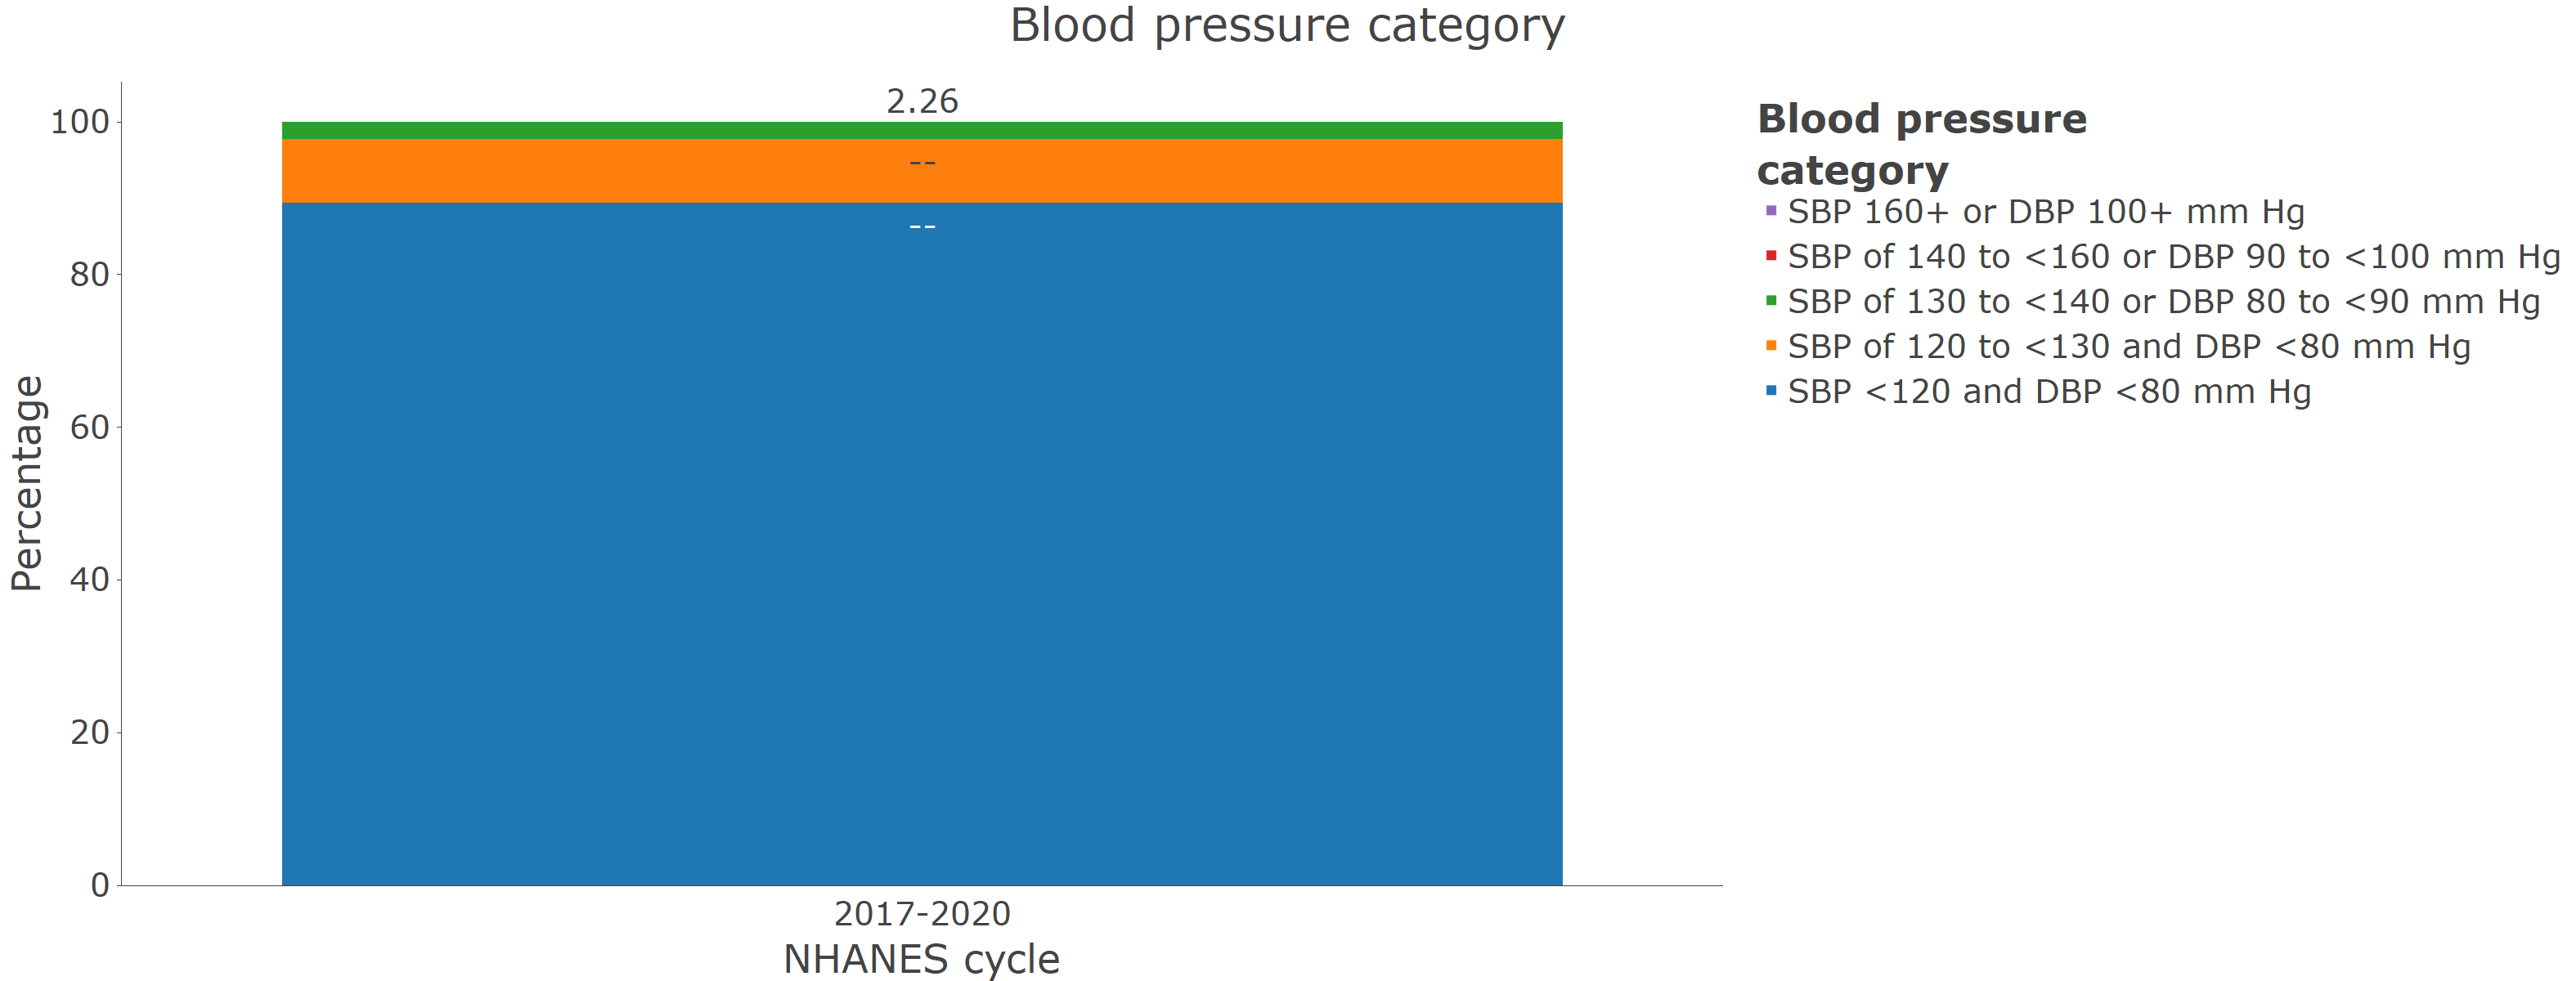 Blood pressure category
2.26
100
80
60
40
20
0
--
--
Percentage
2017-2020
NHANES cycle
Blood pressure
category
SBP 160+ or DBP 100+ mm Hg
SBP of 140 to <160 or DBP 90 to <100 mm Hg
SBP of 130 to <140 or DBP 80 to <90 mm Hg
SBP of 120 to <130 and DBP <80 mm Hg
SBP <120 and DBP <80 mm Hg